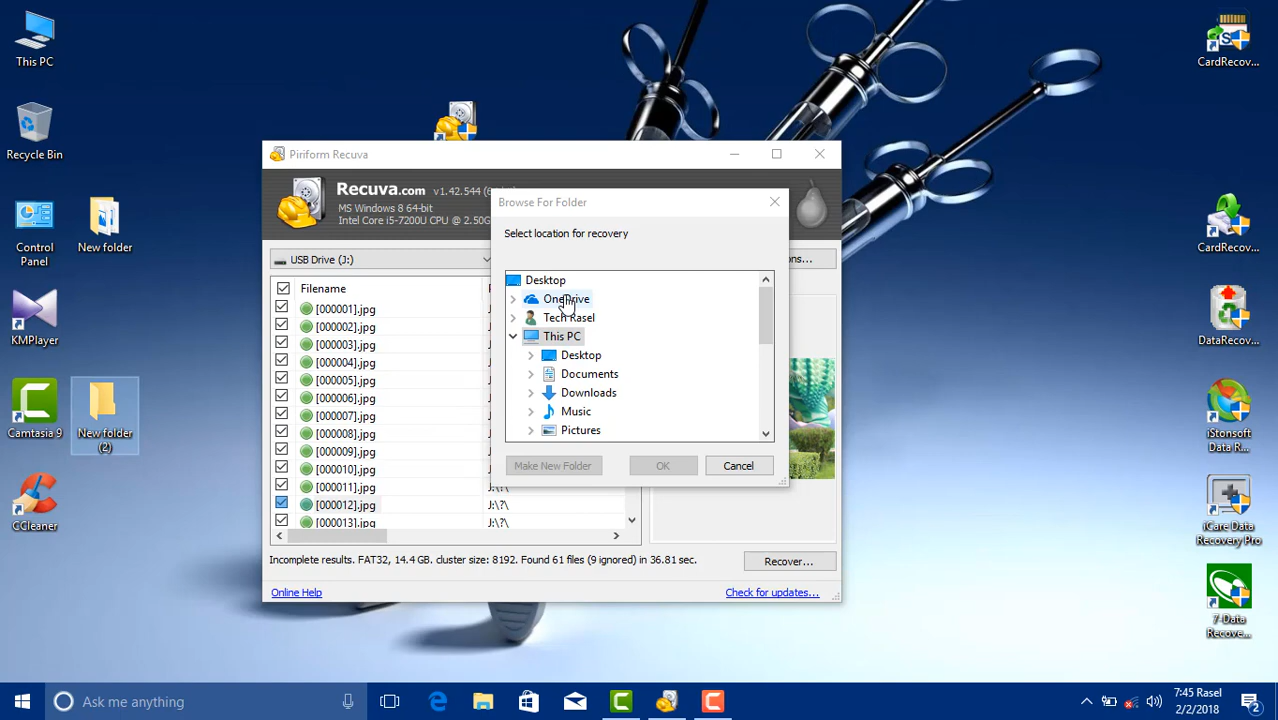 This PC
Recycle Bin
Control
Panel
New folder
KMPlayer
Camtasia 9
New folder
(2)
CCleaner
Piriform Recuva
Recuva.com v1.42.544 (6
MS Windows 8 64-bit
Intel Core i5-7200U CPU @ 2.50G
USB Drive (J:)
ons...
Filename
[000001].jpg
[000002].jpg
[000003].jpg
[000004].jpg
[000005].jpg
[000006].jpg
[000007].jpg
[000008].jpg
[000009].jpg
[000010].jpg
[000011].jpg J:\?\
[000012].jpg J:\?\
[000013].jpg J:\?\
Incomplete results. FAT32, 14.4 GB. cluster size: 8192. Found 61 files (9 ignored) in 36.81 sec.
Recover...
Online Help
Check for updates...
Browse For Folder
Select location for recovery
Desktop
OneDrive
Tech Rasel
This PC
Desktop
Documents
Downloads
Music
Pictures
Make New Folder
OK
Cancel
CardRecov...
CardRecov...
DataRecov...
iStonsoft
Data R...
iCare Data
Recovery Pro
7-Data
Recove...
Ask me anything
7:45 Rasel
2/2/2018
2